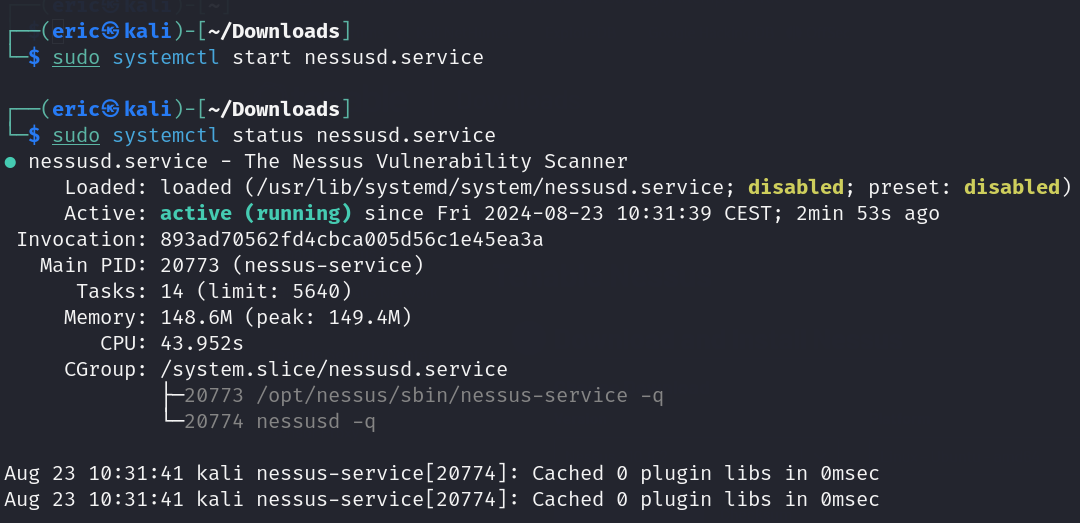 ┌──(eric㉿kali)-[~/Downloads]
└─$ sudo systemctl start nessusd.service
┌──(eric㉿kali)-[~/Downloads]
└─$ sudo systemctl status nessusd.service
● nessusd.service - The Nessus Vulnerability Scanner
Loaded: loaded (/usr/lib/systemd/system/nessusd.service; disabled; preset: disabled)
Active: active (running) since Fri 2024-08-23 10:31:39 CEST; 2min 53s ago
Invocation: 893ad70562fd4cbca005d56c1e45ea3a
Main PID: 20773 (nessus-service)
Tasks: 14 (limit: 5640)
Memory: 148.6M (peak: 149.4M)
CPU: 43.952s
CGroup: /system.slice/nessusd.service
├─20773 /opt/nessus/sbin/nessus-service -q
└─20774 nessusd -q
Aug 23 10:31:41 kali nessus-service[20774]: Cached 0 plugin libs in 0msec
Aug 23 10:31:41 kali nessus-service[20774]: Cached 0 plugin libs in 0msec